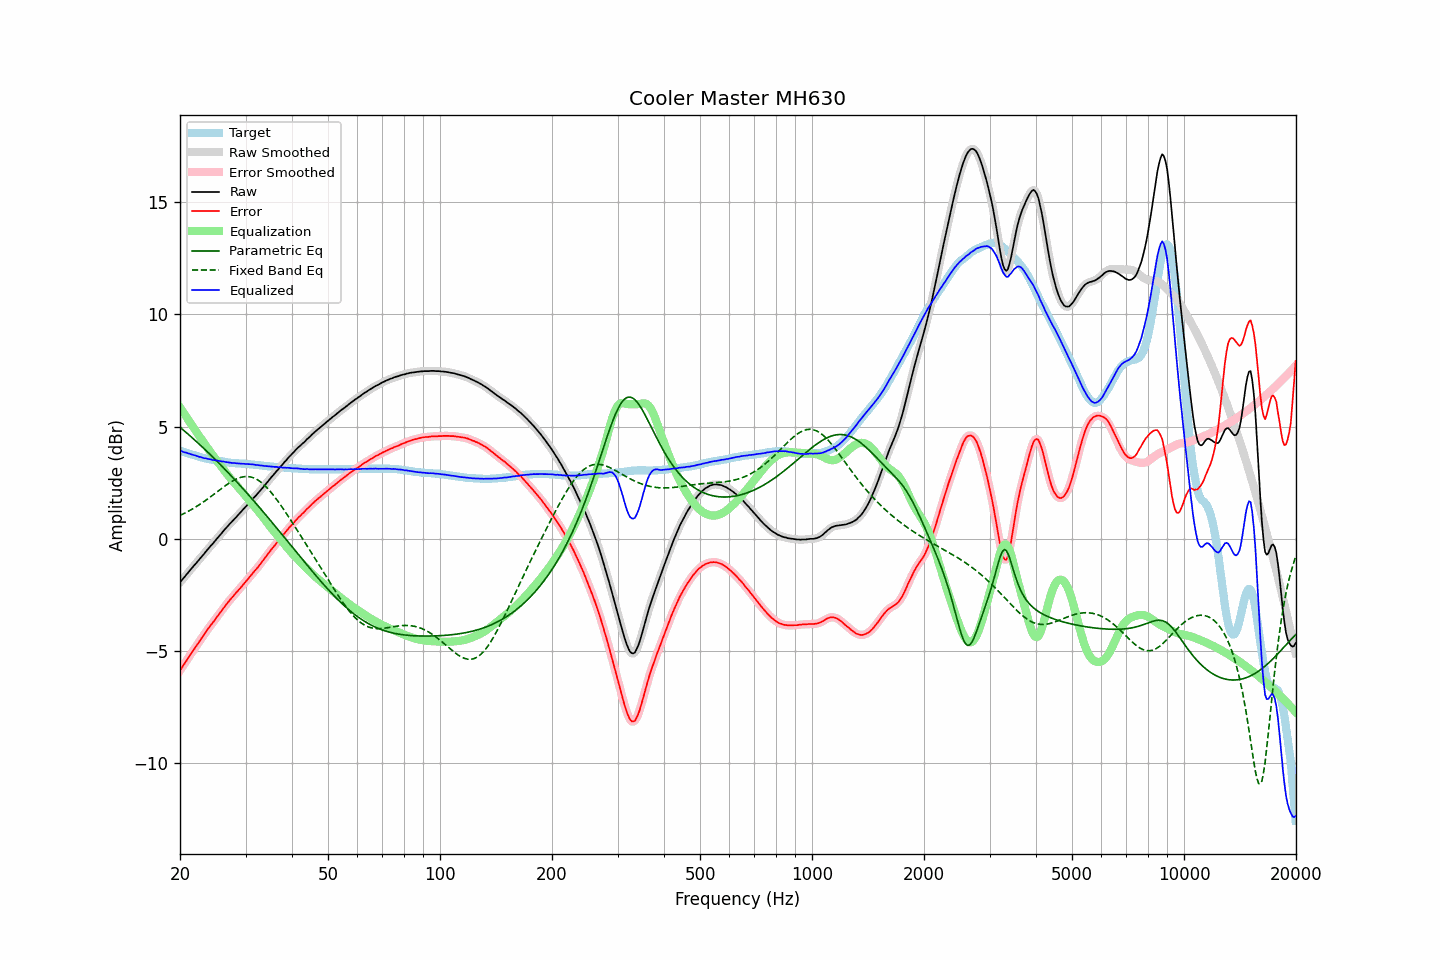 Cooler Master MH630
Target
Raw Smoothed
Error Smoothed
Raw
Error
Equalization
Parametric Eq
Fixed Band Eq
Equalized
Amplitude (dBr)
15
10
5
0
−5
−10
20 50 100 200 500 1000 2000 5000 10000 20000
Frequency (Hz)